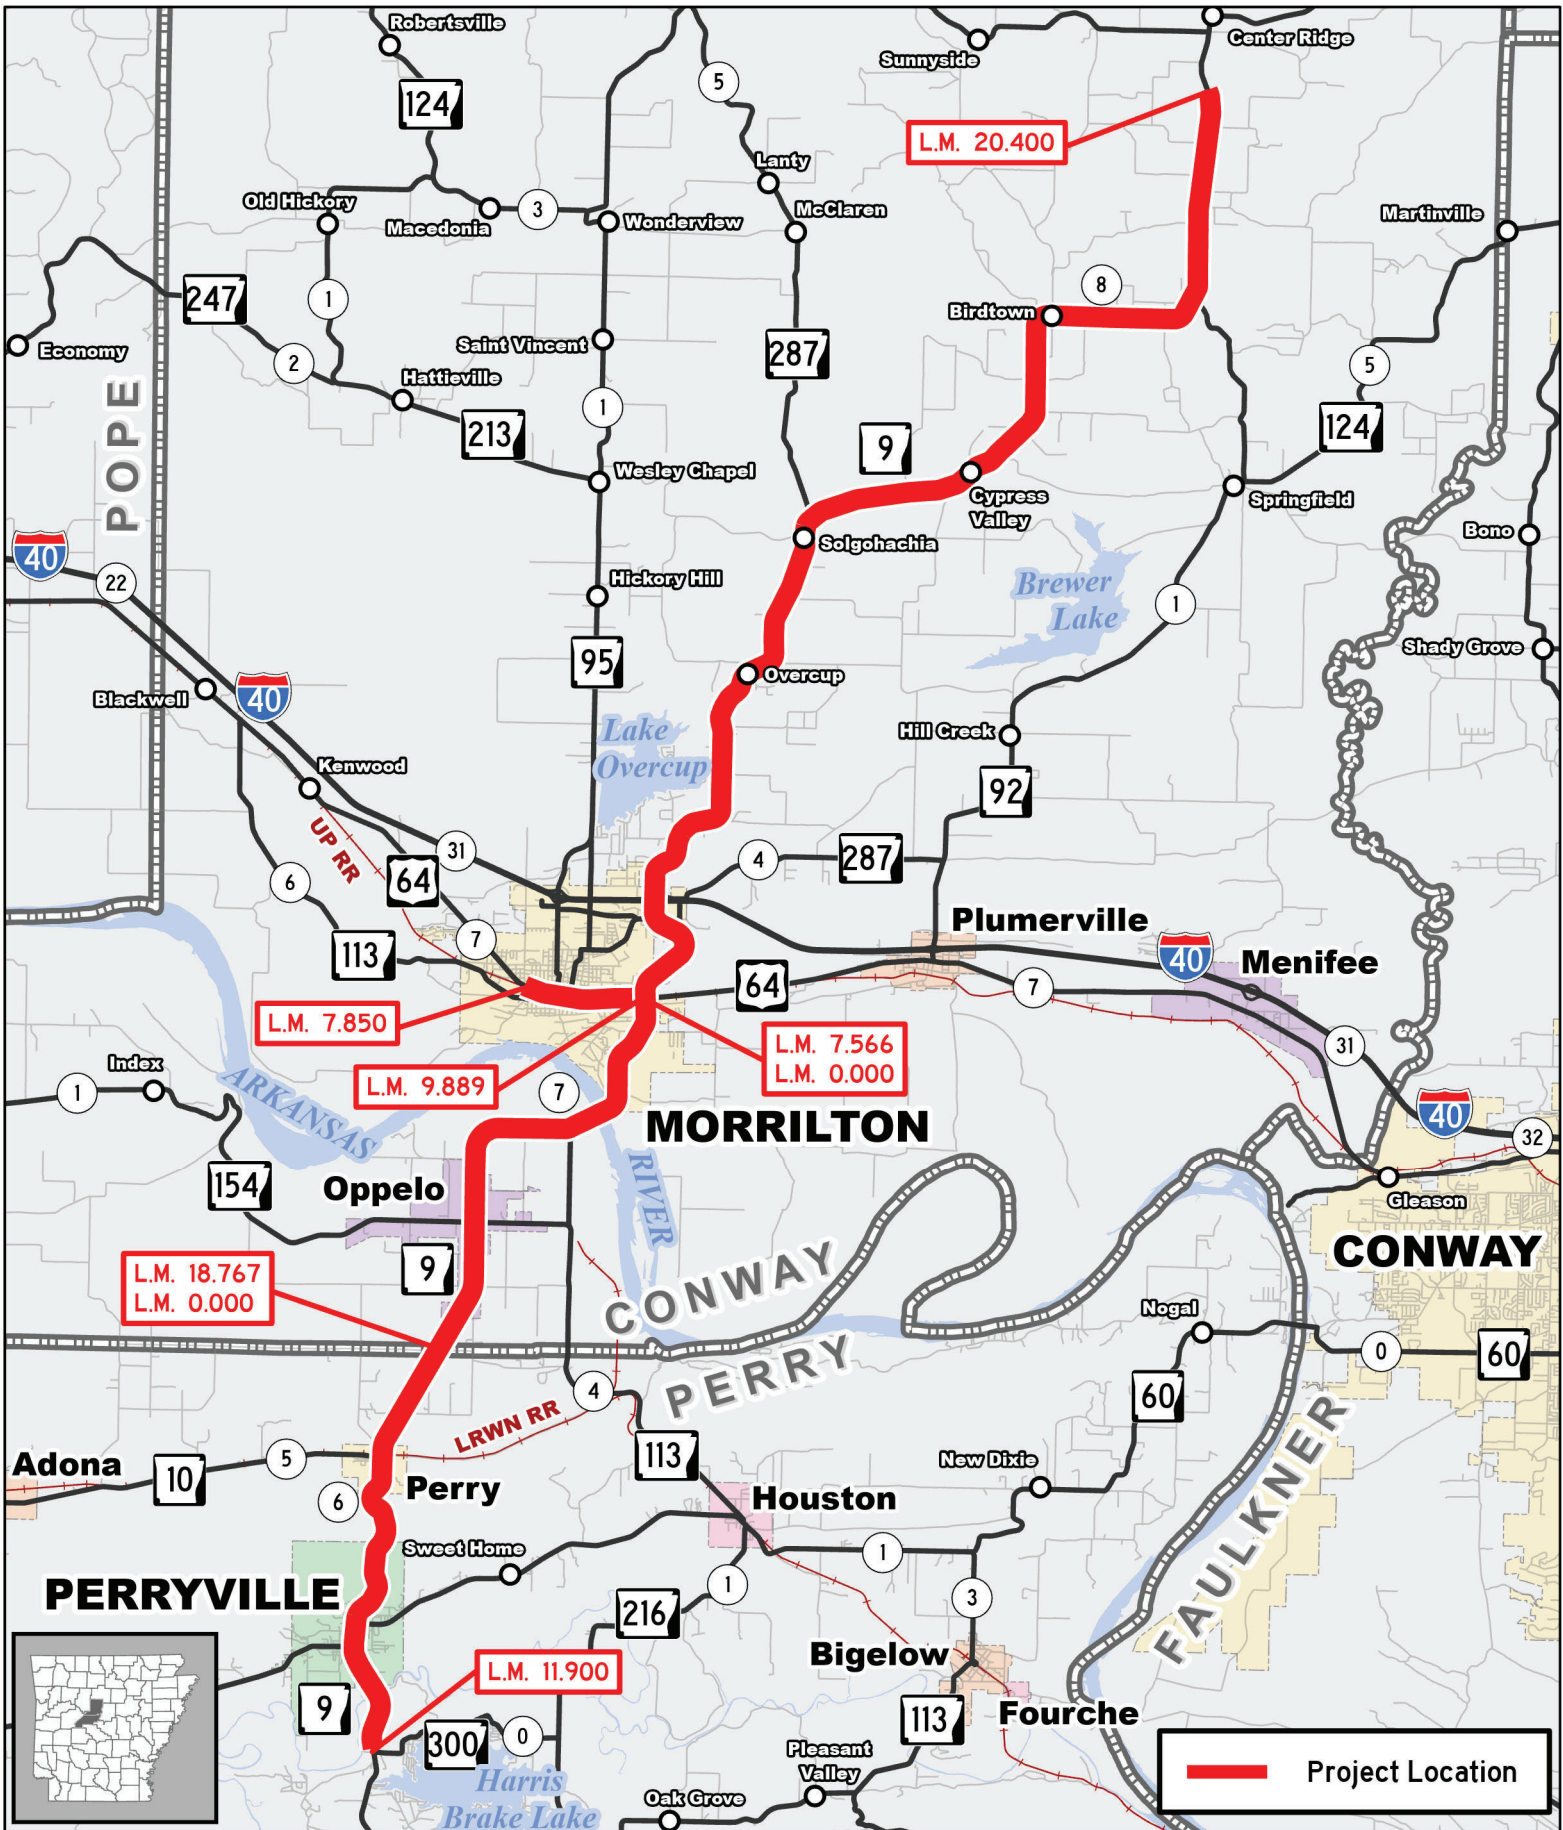 Robertsville
Center Ridge
Sunnyside
5
124
L.M. 20.400
Lanty
Old Hickory
Macedonia
3
Wonderview
McClaren
Martinville
247
1
8
Birdtown
Economy
2
Saint Vincent
287
5
Hattieville
POPE
213
1
9
124
Wesley Chapel
Cypress
Valley
Springfield
Bono
40
22
Solgohachia
Hickory Hill
Brewer
Lake
1
95
Shady Grove
Blackwell
40
Overcup
Lake
Overcup
Hill Creek
Kenwood
92
UP RR
31
64
4
287
6
Plumerville
113
7
40
Menifee
64
7
L.M. 7.850
L.M. 7.566
L.M. 0.000
31
Index
1
L.M. 9.889
7
ARKANSAS
MORRILTON
40
32
154
Oppelo
RIVER
Gleason
9
CONWAY
CONWAY
L.M. 18.767
L.M. 0.000
Nogal
PERRY
0
60
4
60
LRWN RR
Adona
10
5
113
New Dixie
6
Perry
Houston
FAULKNER
Sweet Home
1
PERRYVILLE
1
3
216
Bigelow
L.M. 11.900
9
300
0
113
Fourche
Harris
Brake Lake
Pleasant
Valley
Oak Grove
Project Location